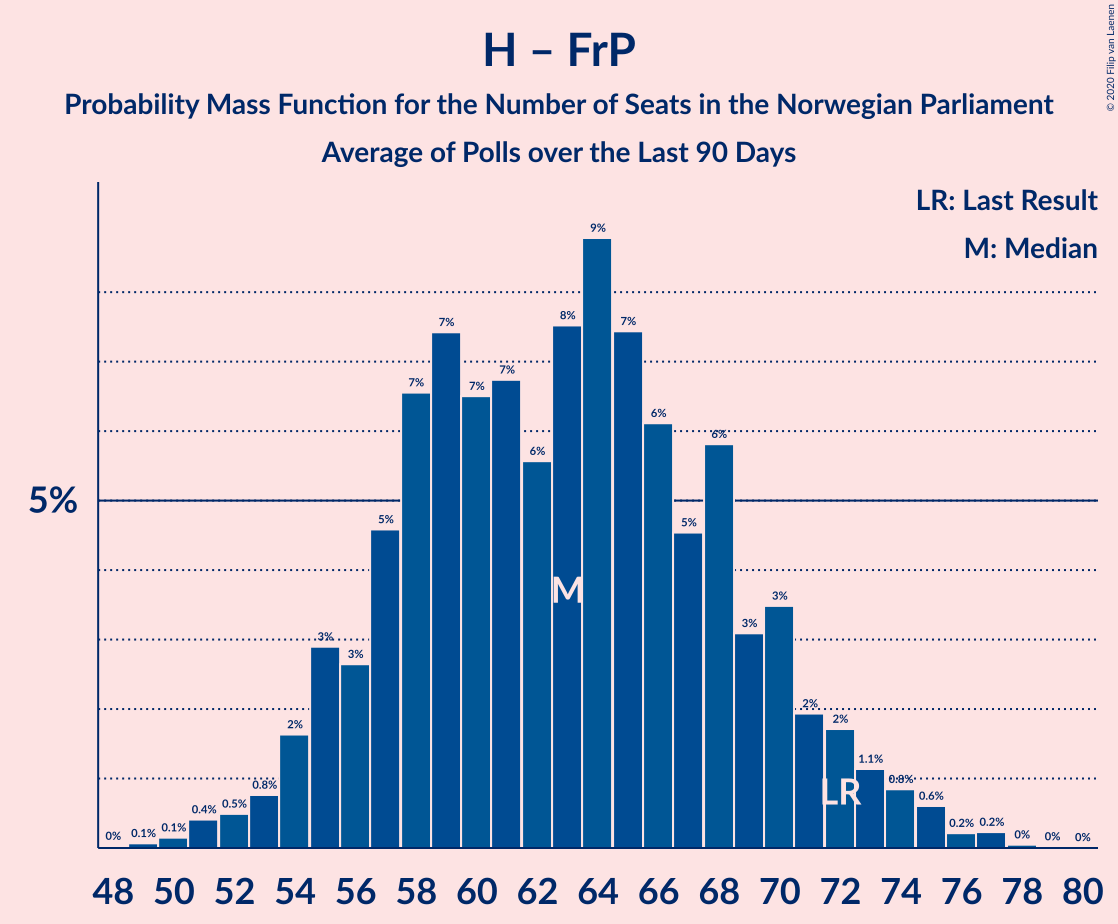 H – FrP
Probability Mass Function for the Number of Seats in the Norwegian Parliament
Average of Polls over the Last 90 Days
© 2020 Filip van Laenen
LR: Last Result
M: Median
5%
0% 0.1% 0.1% 0.4% 0.5% 0.8% 2% 3% 3% 5% 7% 7% 7% 7% 6% 8% 9% 7% 6% 5% 6% 3% 3% 2% 2% 1.1% 0.8% 0.6% 0.2% 0.2% 0% 0% 0%
M
LR
48 50 52 54 56 58 60 62 64 66 68 70 72 74 76 78 80